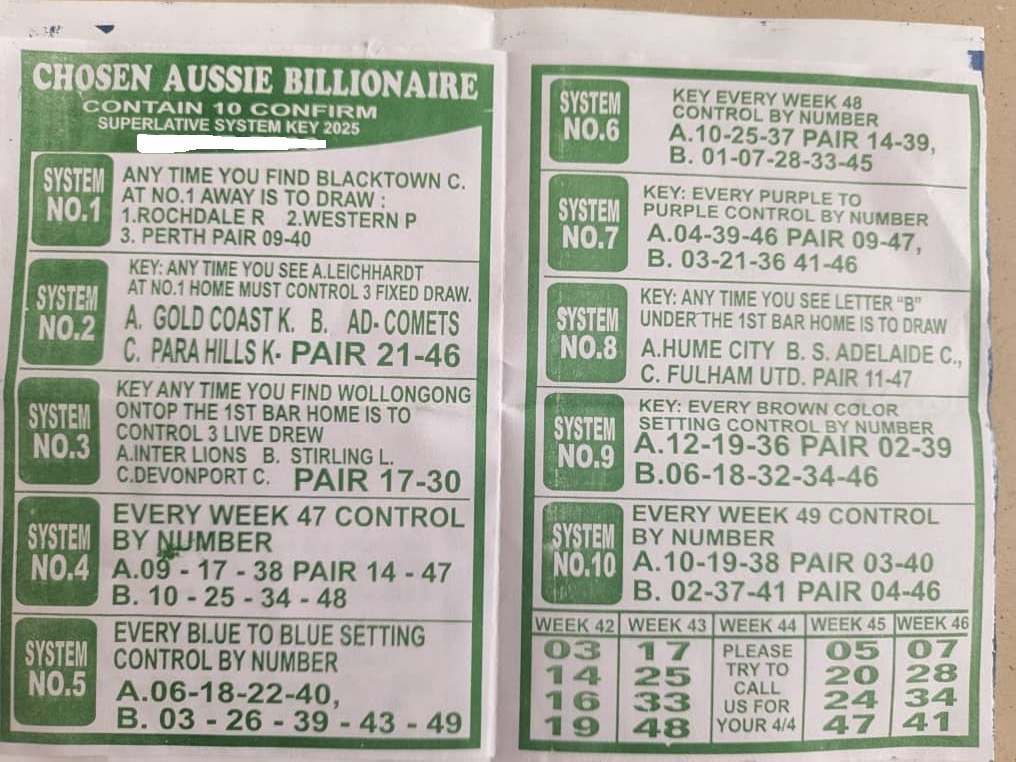 CHOSEN AUSSIE BILLIONAIRE
CONTAIN 10 CONFIRM
SUPERLATIVE SYSTEM KEY 2025
SYSTEM NO.1
ANY TIME YOU FIND BLACKTOWN C.
AT NO.1 AWAY IS TO DRAW :
1.ROCHDALE R 2.WESTERN P
3. PERTH PAIR 09-40
SYSTEM NO.2
KEY: ANY TIME YOU SEE A.LEICHHARDT
AT NO.1 HOME MUST CONTROL 3 FIXED DRAW.
A. GOLD COAST K. B. AD- COMETS
C. PARA HILLS K- PAIR 21-46
SYSTEM NO.3
KEY ANY TIME YOU FIND WOLLONGONG
ONTOP THE 1ST BAR HOME IS TO
CONTROL 3 LIVE DREW
A.INTER LIONS B. STIRLING L.
C.DEVONPORT C. PAIR 17-30
SYSTEM NO.4
EVERY WEEK 47 CONTROL
BY NUMBER
A.09 - 17 - 38 PAIR 14 - 47
B. 10 - 25 - 34 - 48
SYSTEM NO.5
EVERY BLUE TO BLUE SETTING
CONTROL BY NUMBER
A.06-18-22-40,
B. 03 - 26 - 39 - 43 - 49
SYSTEM NO.6
KEY EVERY WEEK 48
CONTROL BY NUMBER
A.10-25-37 PAIR 14-39,
B. 01-07-28-33-45
SYSTEM NO.7
KEY: EVERY PURPLE TO
PURPLE CONTROL BY NUMBER
A.04-39-46 PAIR 09-47,
B. 03-21-36 41-46
SYSTEM NO.8
KEY: ANY TIME YOU SEE LETTER "B"
UNDER THE 1ST BAR HOME IS TO DRAW
A.HUME CITY B. S. ADELAIDE C.,
C. FULHAM UTD. PAIR 11-47
SYSTEM NO.9
KEY: EVERY BROWN COLOR
SETTING CONTROL BY NUMBER
A.12-19-36 PAIR 02-39
B.06-18-32-34-46
SYSTEM NO.10
EVERY WEEK 49 CONTROL
BY NUMBER
A.10-19-38 PAIR 03-40
B. 02-37-41 PAIR 04-46
WEEK 42 WEEK 43 WEEK 44 WEEK 45 WEEK 46
03 17 PLEASE 05 07
14 25 TRY TO 20 28
CALL
16 33 US FOR 24 34
19 48 YOUR 4/4 47 41